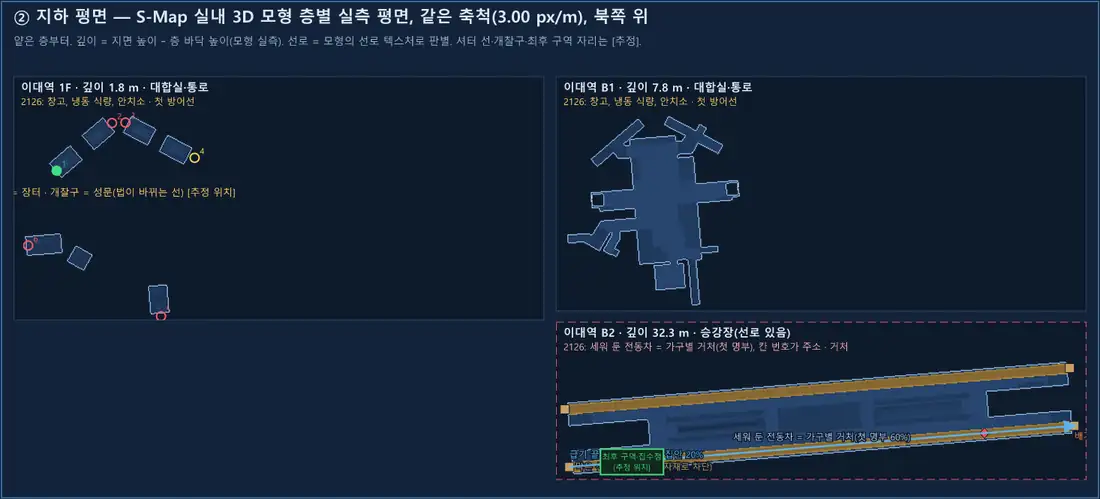 ② 지하 평면 — S-Map 실내 3D 모형 층별 실측 평면, 같은 축척(3.00 px/m), 북쪽 위
얕은 층부터. 깊이 = 지면 높이 − 층 바닥 높이(모형 실측). 선로 = 모형의 선로 텍스처로 판별. 셔터 선·개찰구·최후 구역 자리는 [추정].
이대역 1F · 깊이 1.8 m · 대합실·통로
2126: 창고, 냉동 식량, 안치소 · 첫 방어선
4
= 장터 · 개찰구 = 성문(법이 바뀌는 선) [추정 위치]
6
이대역 B1 · 깊이 7.8 m · 대합실·통로
2126: 창고, 냉동 식량, 안치소 · 첫 방어선
이대역 B2 · 깊이 32.3 m · 승강장(선로 있음)
2126: 세워 둔 전동차 = 가구별 거처(첫 명부), 칸 번호가 주소 · 거처
세워 둔 전동차 = 가구별 거처(첫 명부 60%)
급기
20%
최후 구역·집수정
(추정 위치)
자재로 차단)